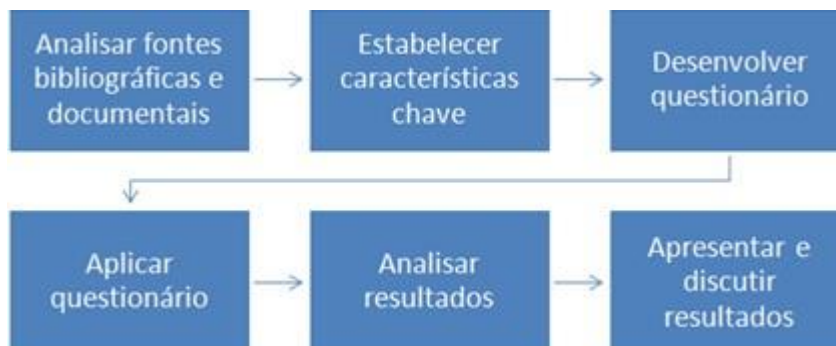 Analisar fontes
bibliográficas e
documentais
Estabelecer
características
chave
Desenvolver
questionário
Aplicar
questionário
Analisar
resultados
Apresentar e
discutir
resultados